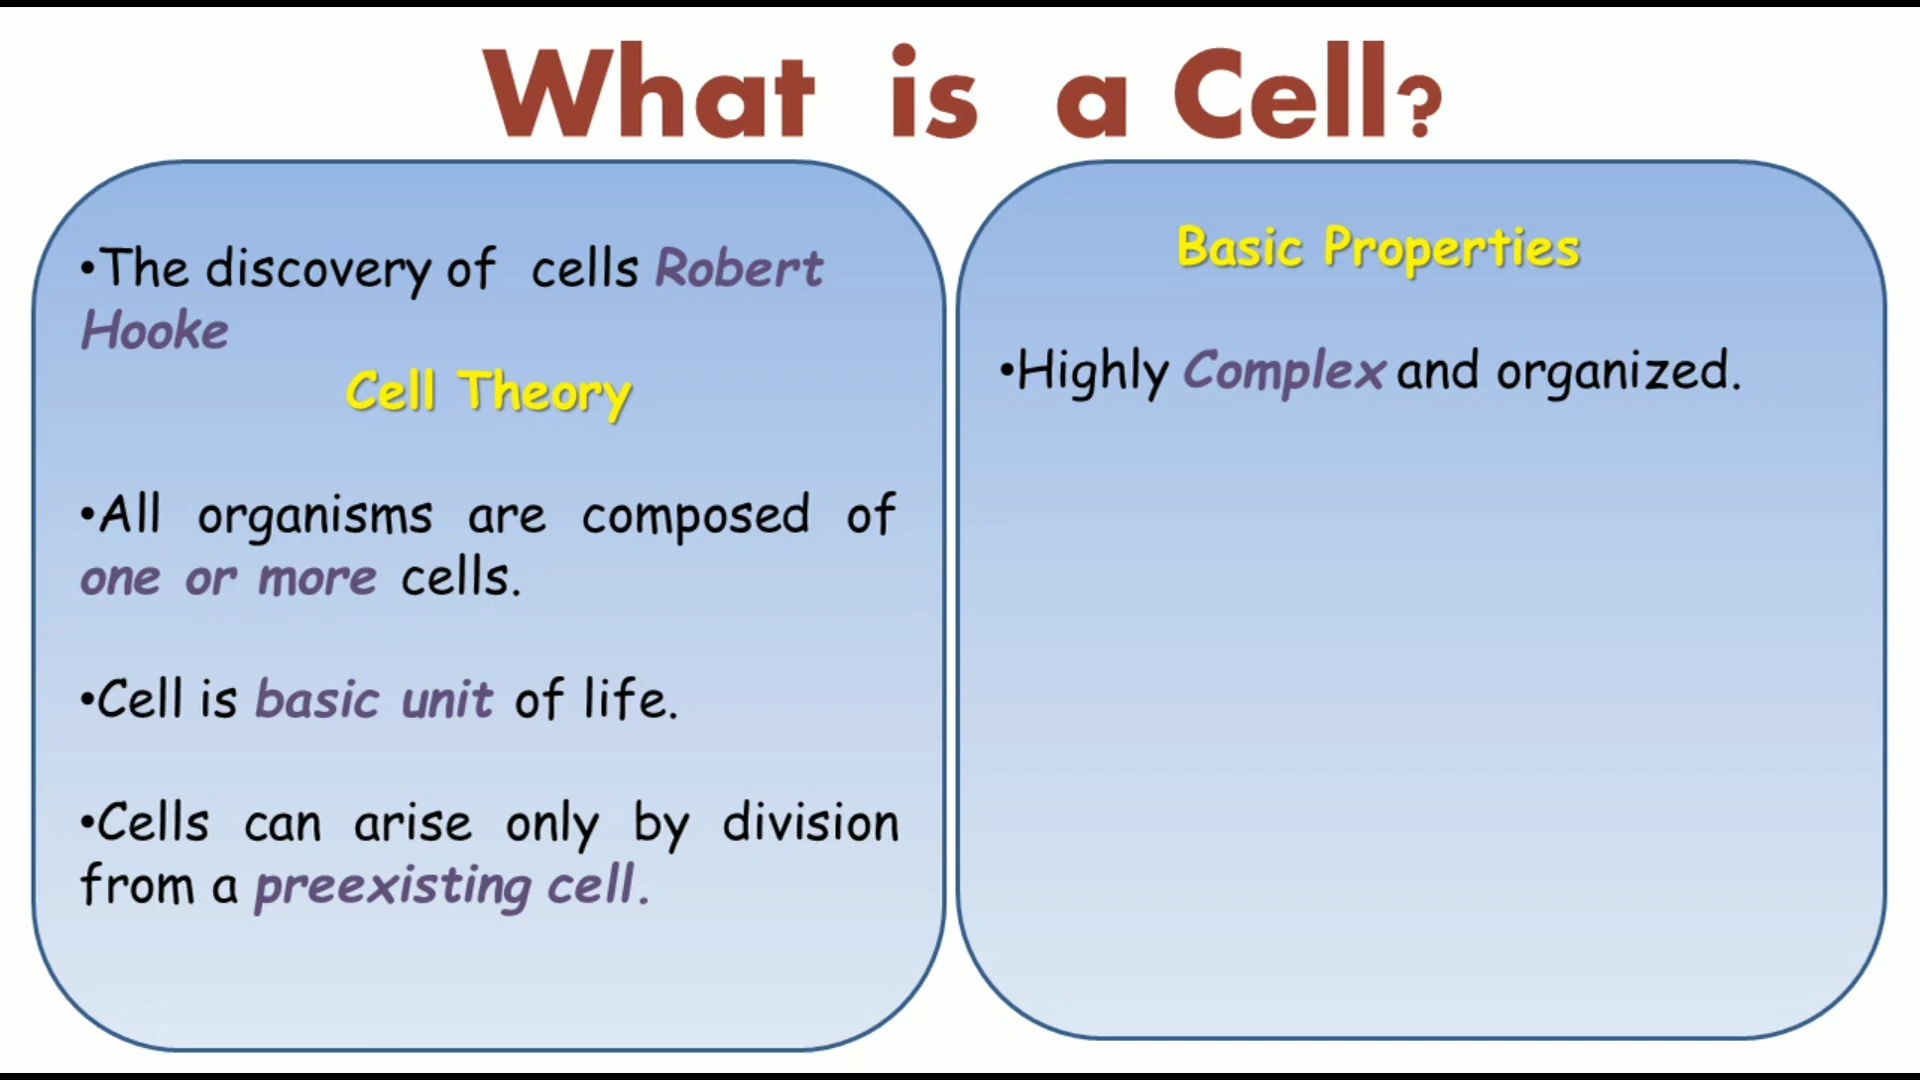 What is a Cell?
•The discovery of cells Robert
Hooke
Cell Theory
•All organisms are composed of
one or more cells.
•Cell is basic unit of life.
•Cells can arise only by division
from a preexisting cell.
Basic Properties
•Highly Complex and organized.